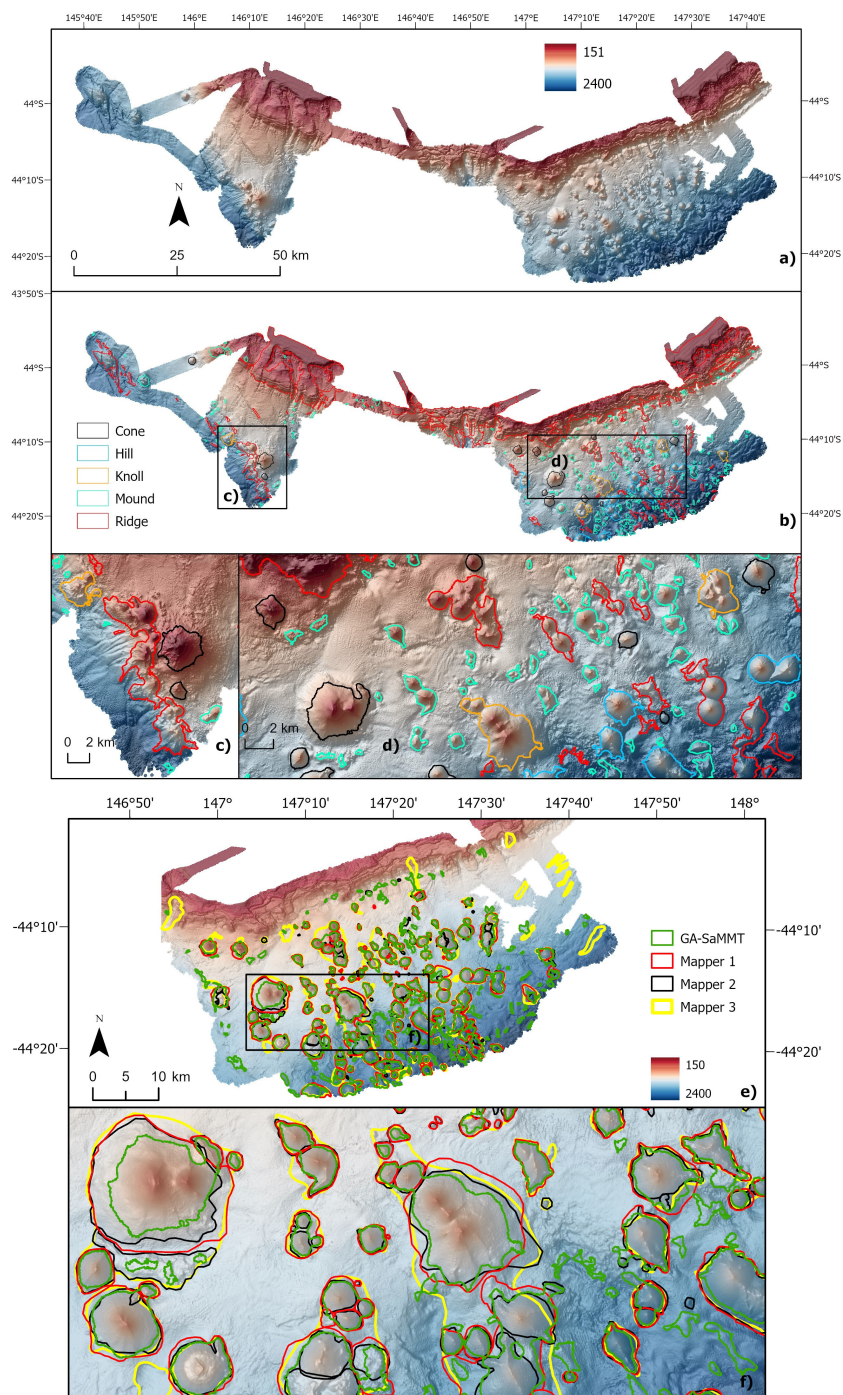 145°40'E 145°50'E 146°E 146°10'E 146°20'E 146°30'E 146°40'E 146°50'E 147°E 147°10'E 147°20'E 147°30'E 147°40'E
151
2400
44°S
44°S
44°10'S
44°10'S
N
44°20'S
44°20'S
0 25 50 km
a)
43°50'S
44°S
44°S
Cone
Hill
Knoll
Mound
Ridge
44°10'S
44°10'S
c)
d)
44°20'S
44°20'S
b)
0 2 km
c)
0 2 km
d)
146°50' 147° 147°10' 147°20' 147°30' 147°40' 147°50' 148°
-44°10'
-44°10'
GA-SaMMT
Mapper 1
Mapper 2
Mapper 3
f)
-44°20'
-44°20'
N
0 5 10 km
150
2400
e)
f)